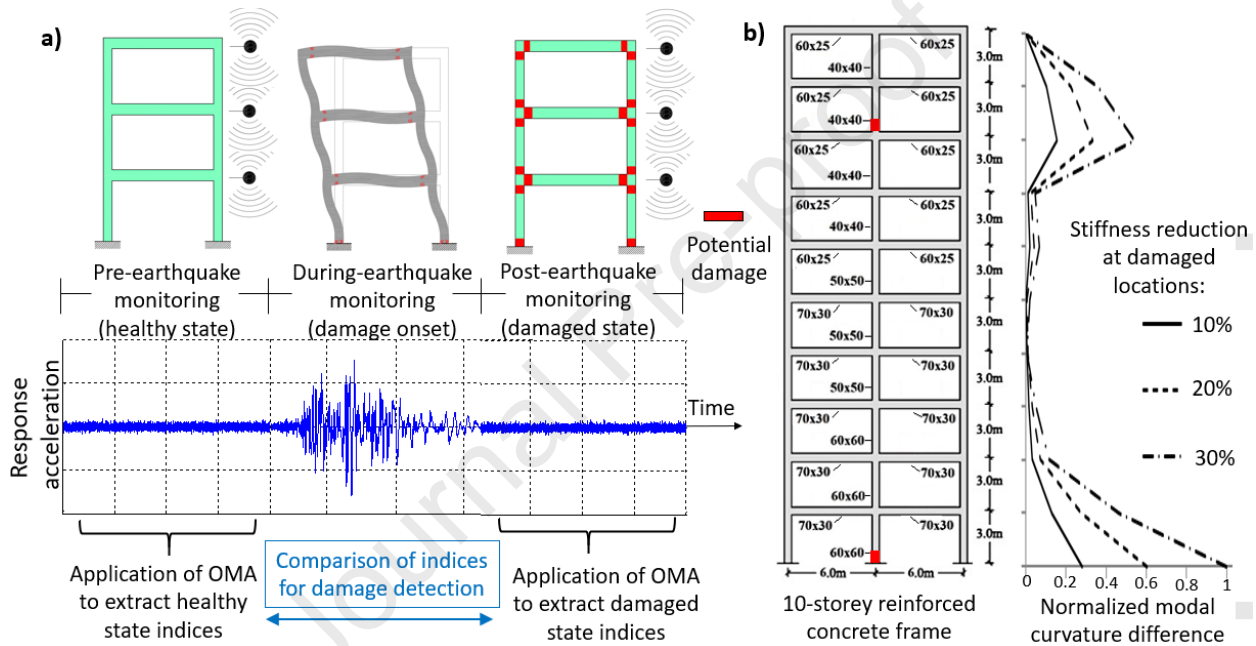 a)
Pre-earthquake
monitoring
(healthy state)
During-earthquake
monitoring
(damage onset)
Post-earthquake
monitoring
(damaged state)
Potential
damage
Response
acceleration
Time
Application of OMA
to extract healthy
state indices
Comparison of indices
for damage detection
Application of OMA
to extract damaged
state indices
b)
60x25
60x25
40x40
3.0m
60x25
60x25
40x40
3.0m
60x25
60x25
40x40
3.0m
60x25
60x25
40x40
3.0m
60x25
60x25
50x50
3.0m
70x30
70x30
50x50
3.0m
70x30
70x30
50x50
3.0m
70x30
70x30
60x60
3.0m
70x30
70x30
60x60
3.0m
70x30
70x30
60x60
3.0m
6.0m
6.0m
10-storey reinforced
concrete frame
Stiffness reduction
at damaged
locations:
10%
20%
30%
0 0.2 0.4 0.6 0.8 1
Normalized modal
curvature difference
Journal Pre-proof